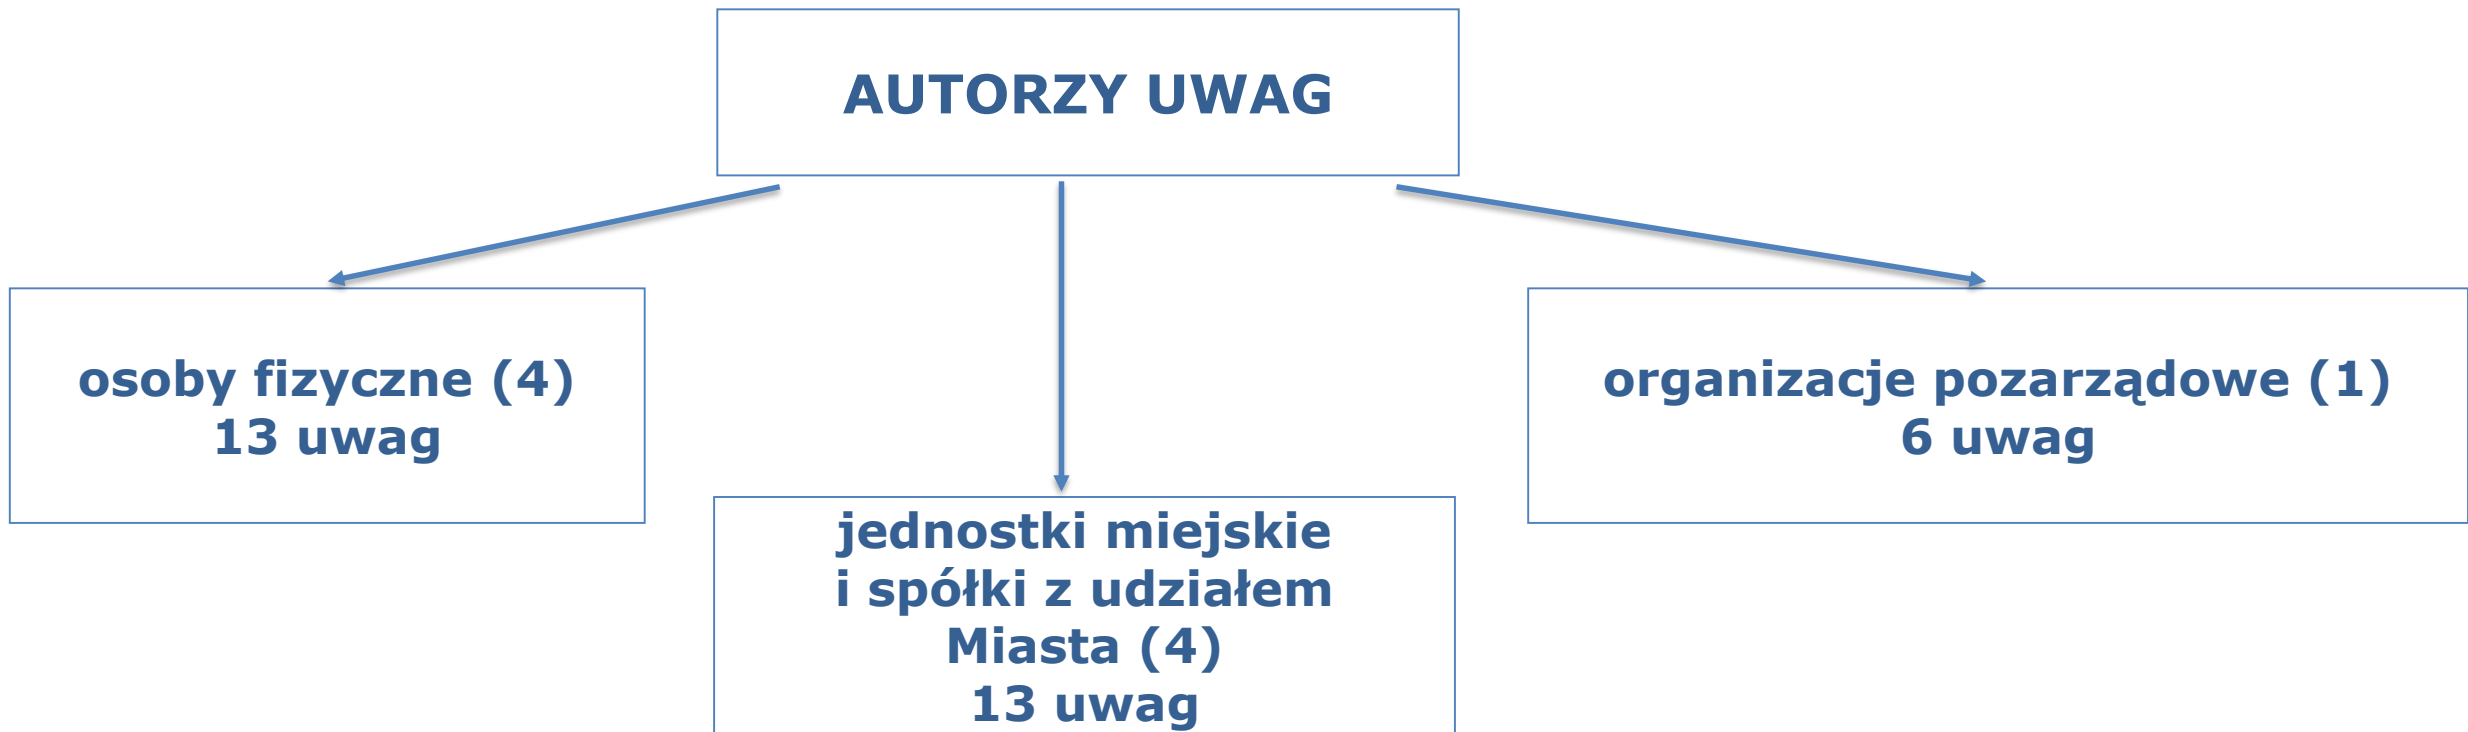 AUTORZY UWAG
osoby fizyczne (4)
13 uwag
jednostki miejskie
i spółki z udziałem
Miasta (4)
13 uwag
organizacje pozarządowe (1)
6 uwag